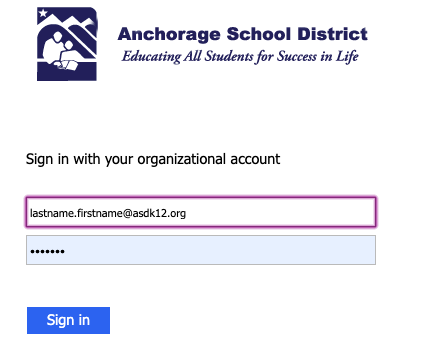 Anchorage School District
Educating All Students for Success in Life
Sign in with your organizational account
lastname.firstname@asdk12.org
•••••••
Sign in